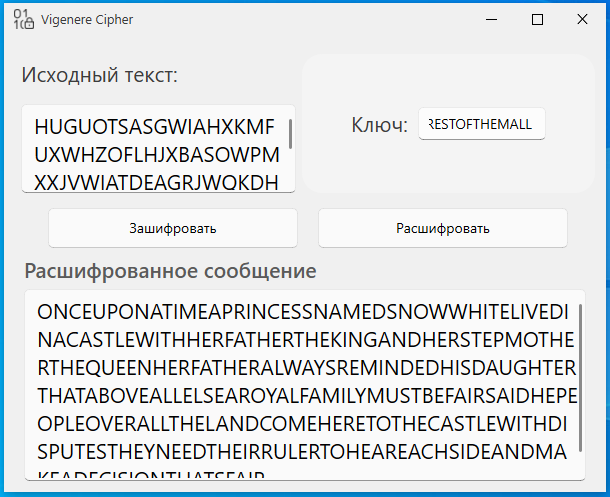 Vigenere Cipher
Исходный текст:
HUGUOTSASGWIAHXKMF
UXWHZOFLHJXBASOWPM
XXJVWIATDEAGRJWQKDH
Ключ:
RESTOFTHEMALL
Зашифровать
Расшифровать
Расшифрованное сообщение
ONCEUPONATIMEAPRINCESSNAMEDSNOWWHITELIVEDI
NACASTLEWITHHERFATHERTHEKINGANDHERSTEPMOTHE
RTHEQUEENHERFATHERALWAYSREMINDEDHISDAUGHTER
THATABOVEALLELSEAROYALFAMILYMUSTBEFAIRSAIDHEPE
OPLEOVERALLTHELANDCOMEHERETOTHECASTLEWITHDI
SPUTESTHEYNEEDTHEIRRULERTOHEAREACHSIDEANDMA
KEADECISIONTHATSFAIR